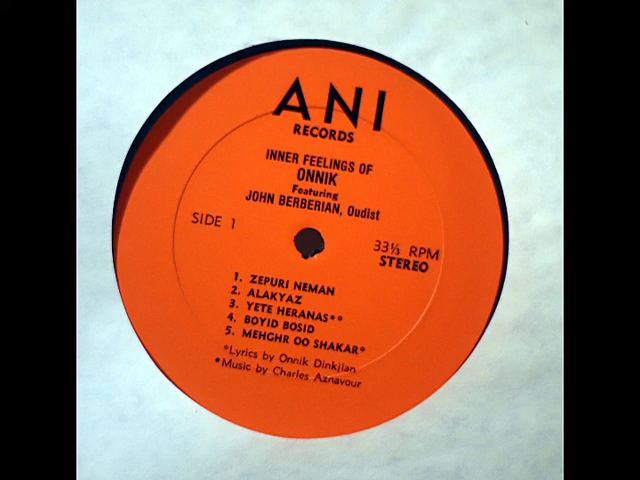 ANI
RECORDS
INNER FEELINGS OF
ONNIK
Featuring
JOHN BERBERIAN, Oudist
SIDE 1
33⅓ RPM
STEREO
1. ZEPURI NEMAN
2. ALAKYAZ
3. YETE HERANAS**
4. BOYID BOSID
5. MEHGHR OO SHAKAR*
*Lyrics by Onnik Dinkjian
•Music by Charles Aznavour